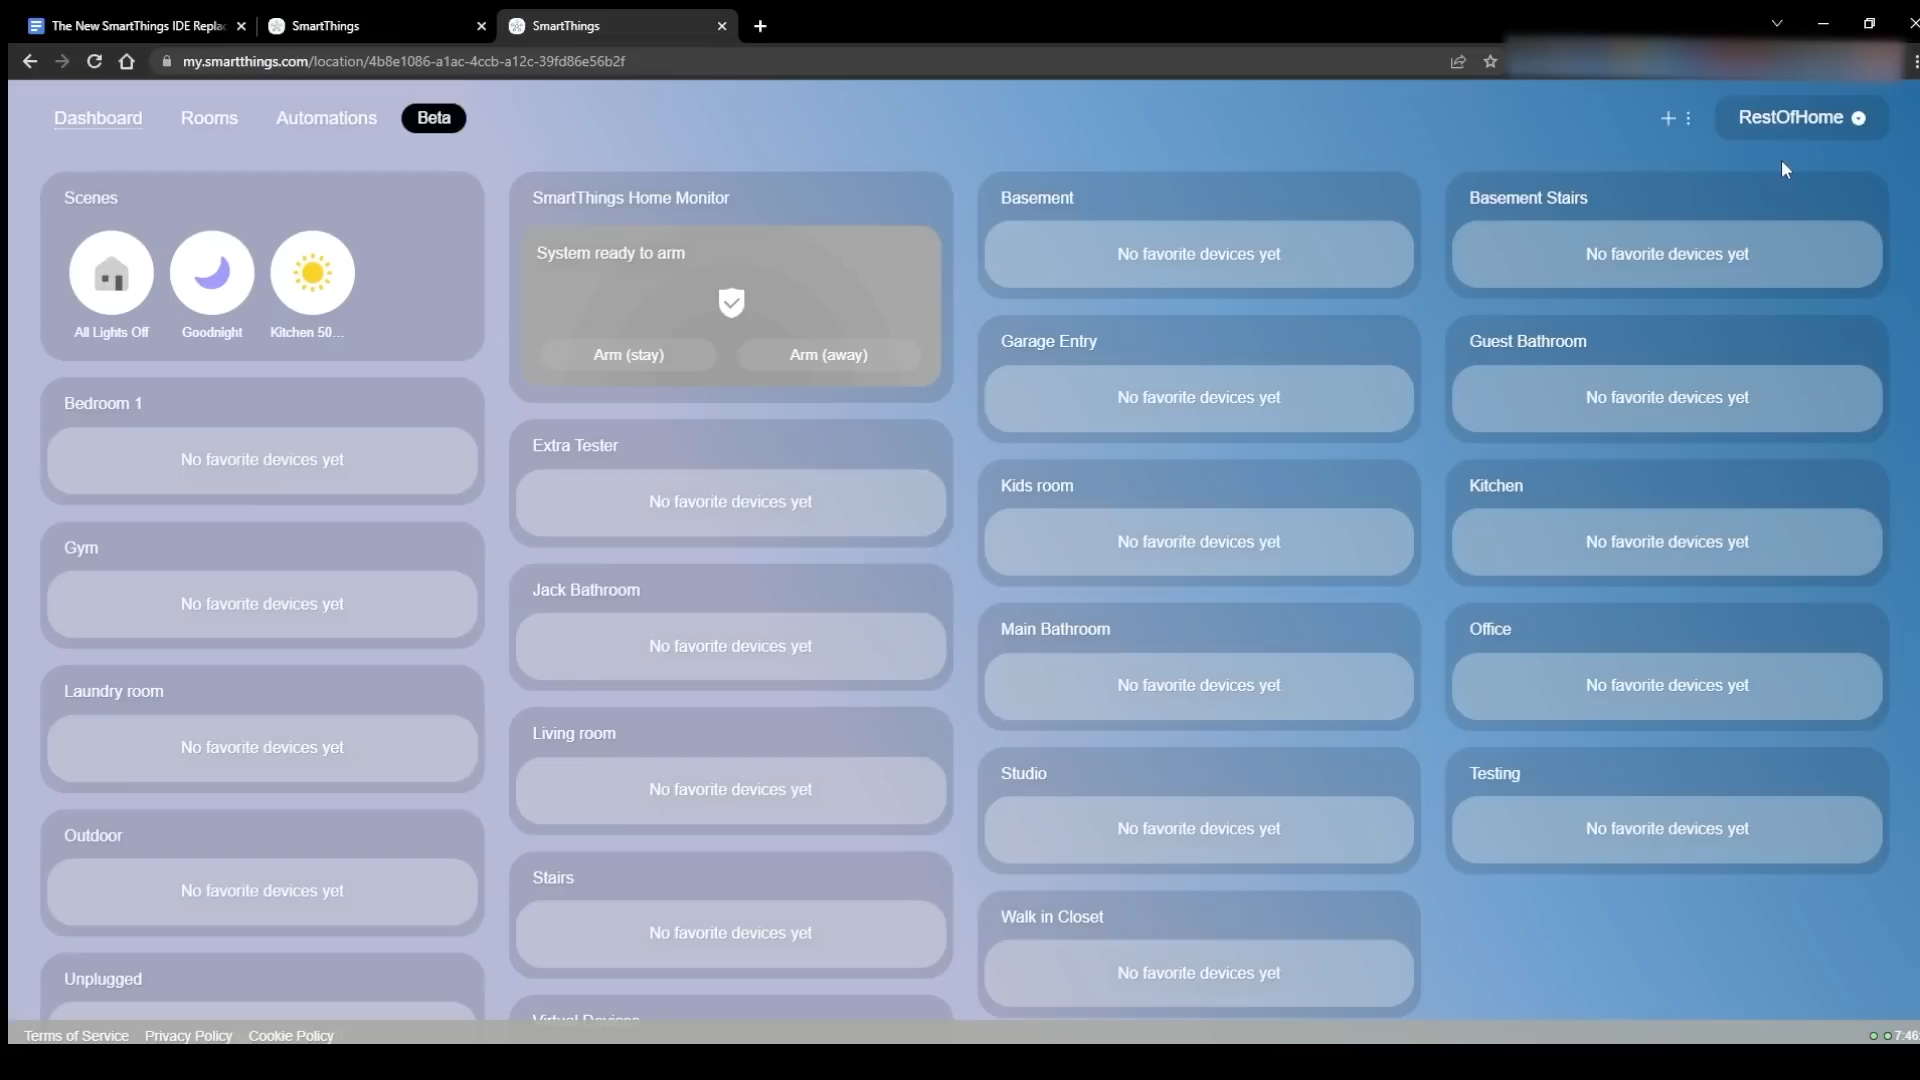 The New SmartThings IDE Repla
SmartThings
SmartThings
my.smartthings.com/location/4b8e1086-a1ac-4ccb-a12c-39fd86e56b2f
Dashboard
Rooms
Automations
Beta
RestOfHome
Scenes
All Lights Off
Goodnight
Kitchen 50...
Bedroom 1
No favorite devices yet
Gym
No favorite devices yet
Laundry room
No favorite devices yet
Outdoor
No favorite devices yet
Unplugged
SmartThings Home Monitor
System ready to arm
Arm (stay)
Arm (away)
Extra Tester
No favorite devices yet
Jack Bathroom
No favorite devices yet
Living room
No favorite devices yet
Stairs
No favorite devices yet
Virtual Devices
Basement
No favorite devices yet
Garage Entry
No favorite devices yet
Kids room
No favorite devices yet
Main Bathroom
No favorite devices yet
Studio
No favorite devices yet
Walk in Closet
No favorite devices yet
Basement Stairs
No favorite devices yet
Guest Bathroom
No favorite devices yet
Kitchen
No favorite devices yet
Office
No favorite devices yet
Testing
No favorite devices yet
Terms of Service
Privacy Policy
Cookie Policy
7:46